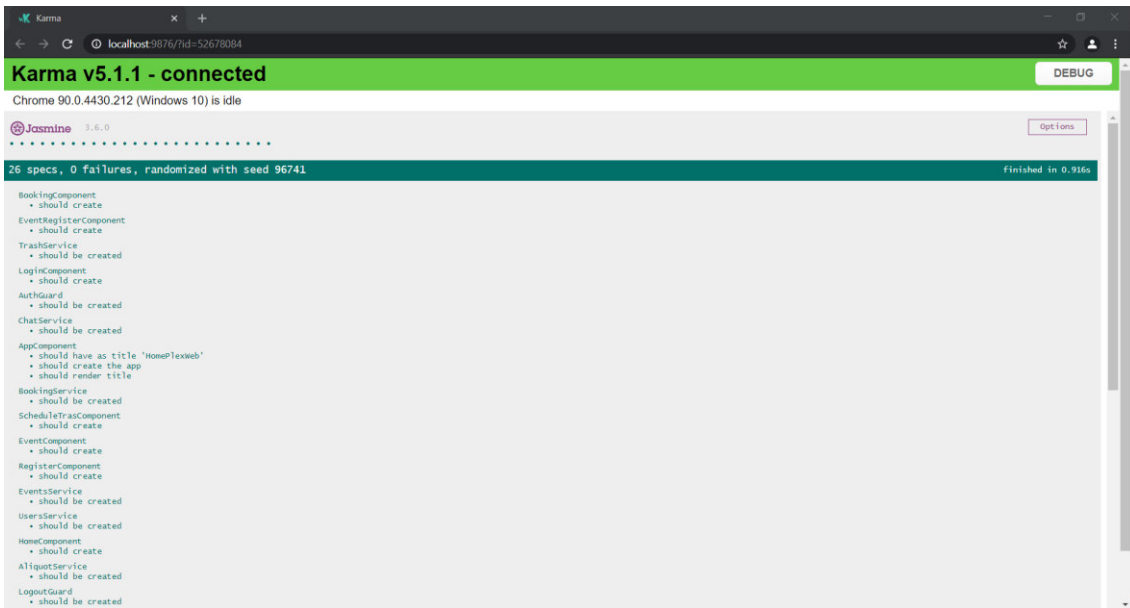 Karma
localhost:9876/?id=52678084
Karma v5.1.1 - connected
DEBUG
Chrome 90.0.4430.212 (Windows 10) is idle
Jasmine 3.6.0
Options
26 specs, 0 failures, randomized with seed 96741
finished in 0.916s
BookingComponent
• should create
EventRegisterComponent
• should create
TrashService
• should be created
LoginComponent
• should create
AuthGuard
• should be created
ChatService
• should be created
AppComponent
• should have as title 'HomePlexWeb'
• should create the app
• should render title
BookingService
• should be created
ScheduleTrasComponent
• should create
EventComponent
• should create
RegisterComponent
• should create
EventsService
• should be created
UsersService
• should be created
HomeComponent
• should create
AliquotService
• should be created
LogoutGuard
• should be created